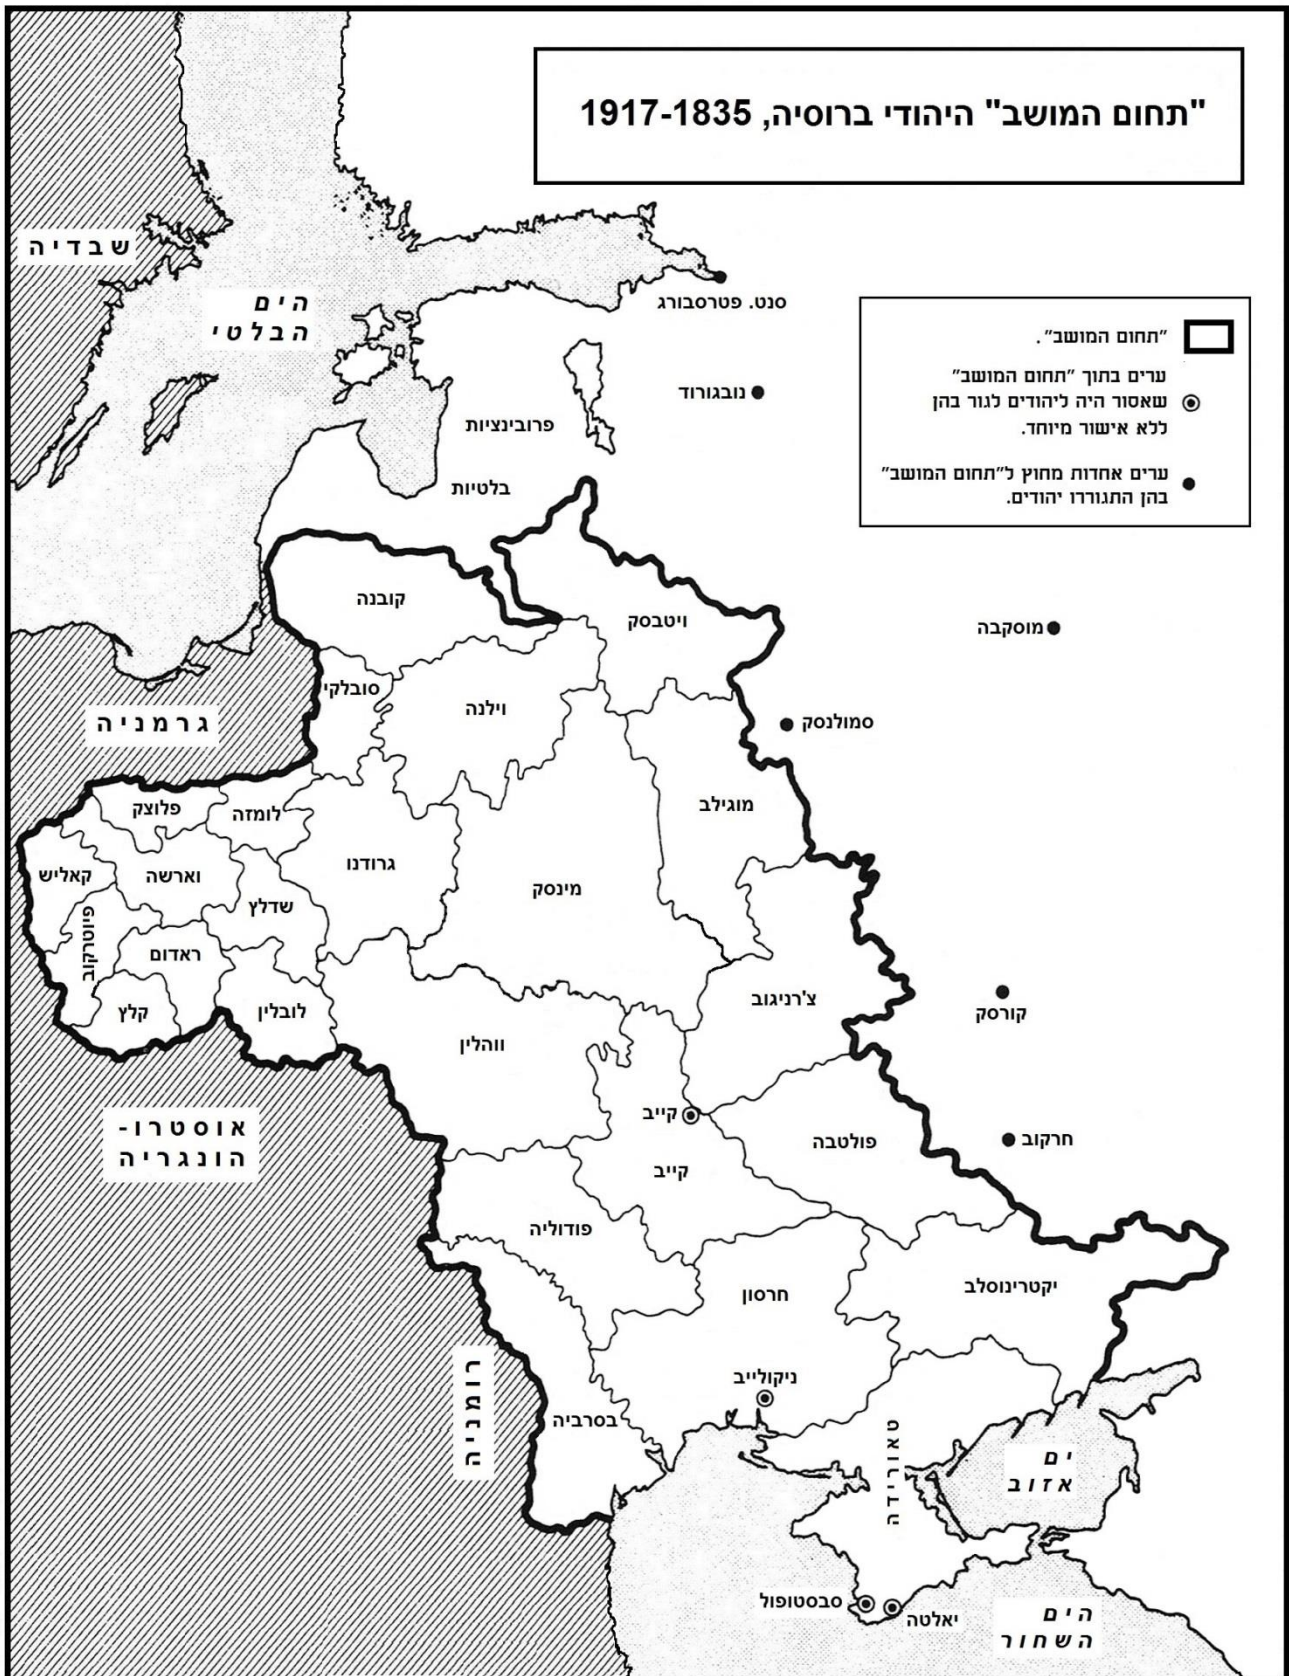 "תחום המושב" היהודי ברוסיה, 1917-1835
שבדיה
הים
הבלטי
סנט. פטרסבורג
נובגורוד
"תחום המושב".
ערים בתוך "תחום המושב"
שאסור היה ליהודים לגור בהן
ללא אישור מיוחד.
ערים אחדות מחוץ ל"תחום המושב"
בהן התגוררו יהודים.
פרובינציות
בלטיות
קובנה
ויטבסק
מוסקבה
סובלקי
וילנה
סמולנסק
גרמניה
מוגילב
פלוצק
לומזה
גרודנו
מינסק
קאליש
וארשה
שדלץ
פיוטרקוב
ראדום
קלץ
לובלין
צ'רניגוב
קורסק
ווהלין
קייב
קייב
פולטבה
חרקוב
אוסטרו-
הונגריה
פודוליה
חרסון
יקטרינוסלב
רומניה
ניקולייב
בסרביה
טאורידה
ים
אזוב
סבסטופול
יאלטה
הים
השחור